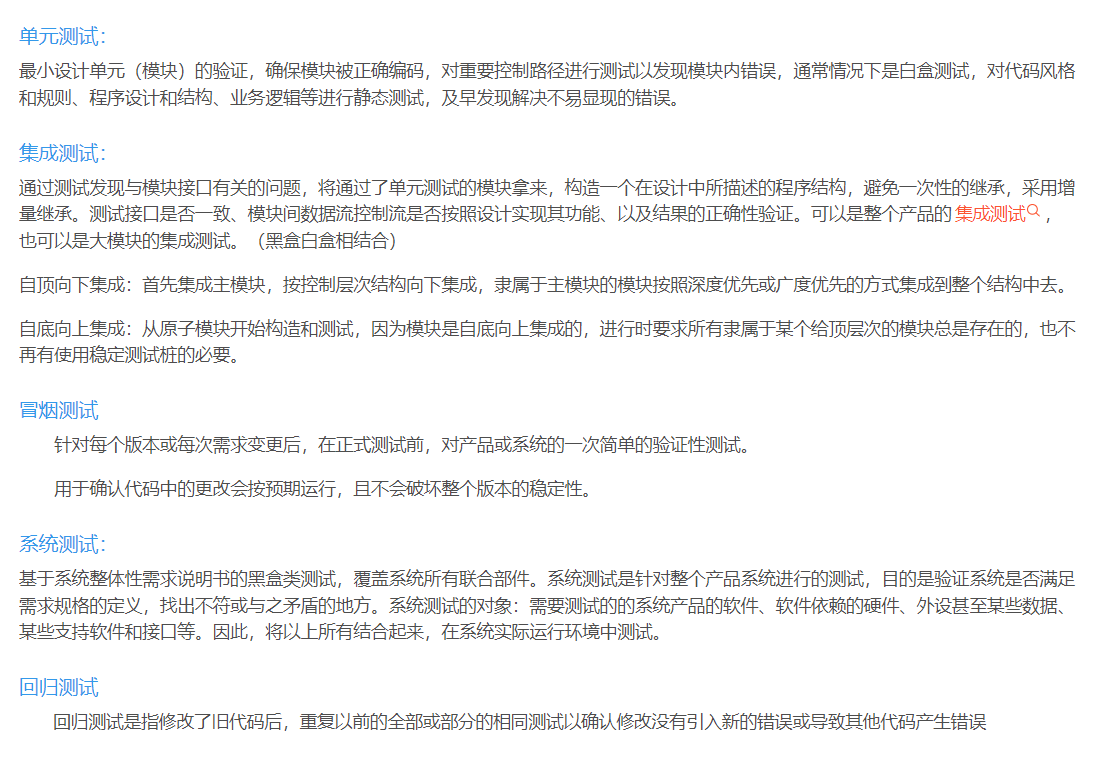 单元测试：
最小设计单元（模块）的验证，确保模块被正确编码，对重要控制路径进行测试以发现模块内错误，通常情况下是白盒测试，对代码风格
和规则、程序设计和结构、业务逻辑等进行静态测试，及早发现解决不易显现的错误。
集成测试：
通过测试发现与模块接口有关的问题，将通过了单元测试的模块拿来，构造一个在设计中所描述的程序结构，避免一次性的继承，采用增
量继承。测试接口是否一致、模块间数据流控制流是否按照设计实现其功能、以及结果的正确性验证。可以是整个产品的集成测试，
也可以是大模块的集成测试。（黑盒白盒相结合）
自顶向下集成：首先集成主模块，按控制层次结构向下集成，隶属于主模块的模块按照深度优先或广度优先的方式集成到整个结构中去。
自底向上集成：从原子模块开始构造和测试，因为模块是自底向上集成的，进行时要求所有隶属于某个给顶层次的模块总是存在的，也不
再有使用稳定测试桩的必要。
冒烟测试
针对每个版本或每次需求变更后，在正式测试前，对产品或系统的一次简单的验证性测试。
用于确认代码中的更改会按预期运行，且不会破坏整个版本的稳定性。
系统测试：
基于系统整体性需求说明书的黑盒类测试，覆盖系统所有联合部件。系统测试是针对整个产品系统进行的测试，目的是验证系统是否满足
需求规格的定义，找出不符或与之矛盾的地方。系统测试的对象：需要测试的的系统产品的软件、软件依赖的硬件、外设甚至某些数据、
某些支持软件和接口等。因此，将以上所有结合起来，在系统实际运行环境中测试。
回归测试
回归测试是指修改了旧代码后，重复以前的全部或部分的相同测试以确认修改没有引入新的错误或导致其他代码产生错误